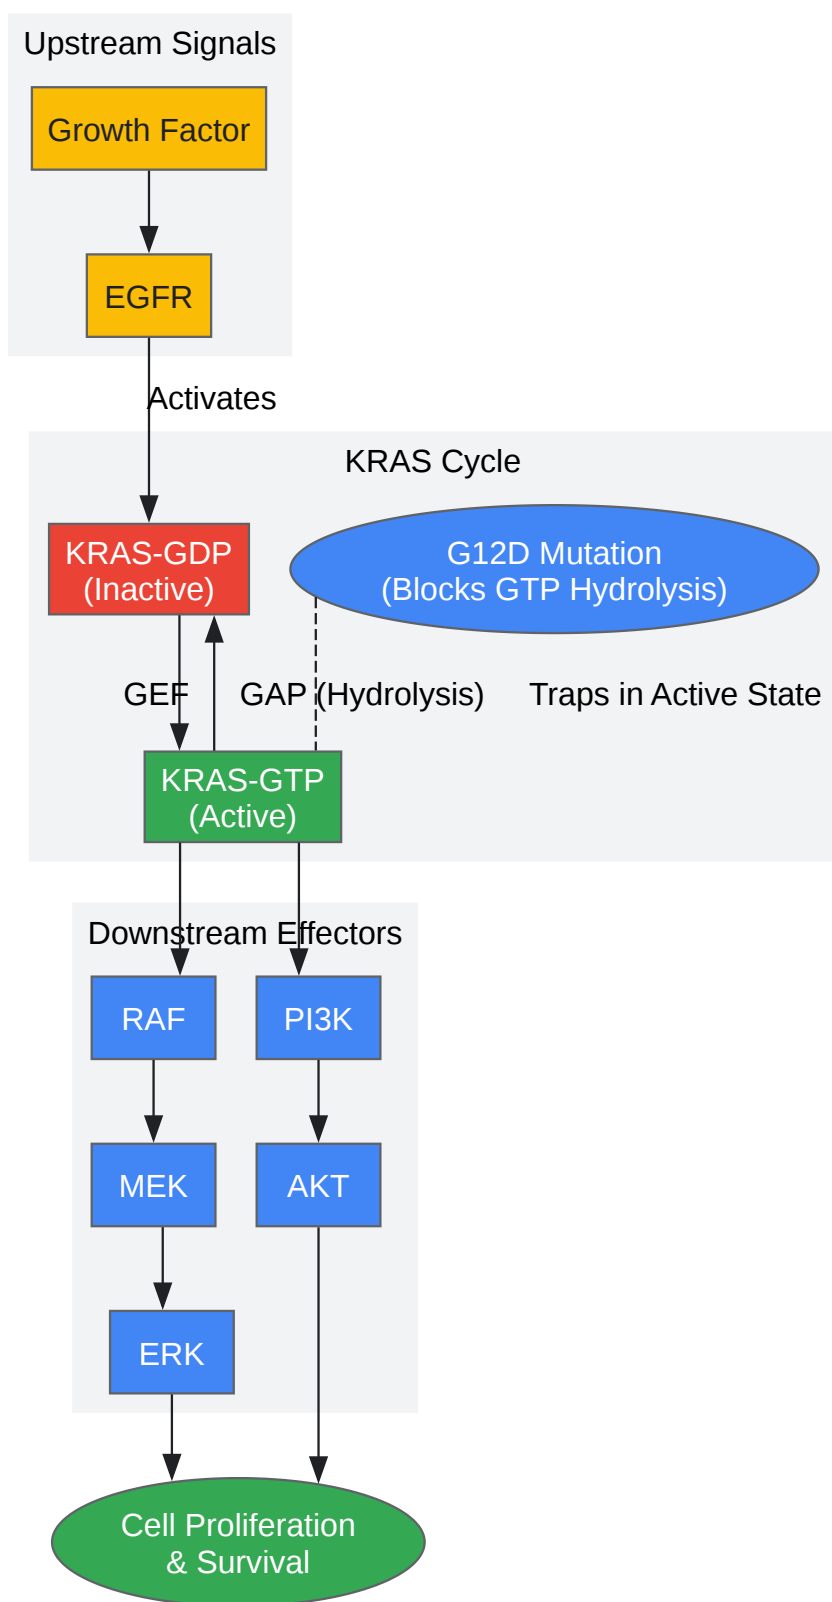 Upstream Signals
Growth Factor
EGFR
Activates
KRAS Cycle
KRAS-GDP
(Inactive)
G12D Mutation
(Blocks GTP Hydrolysis)
GEF
GAP (Hydrolysis)
Traps in Active State
KRAS-GTP
(Active)
Downstream Effectors
RAF
PI3K
MEK
AKT
ERK
Cell Proliferation
& Survival